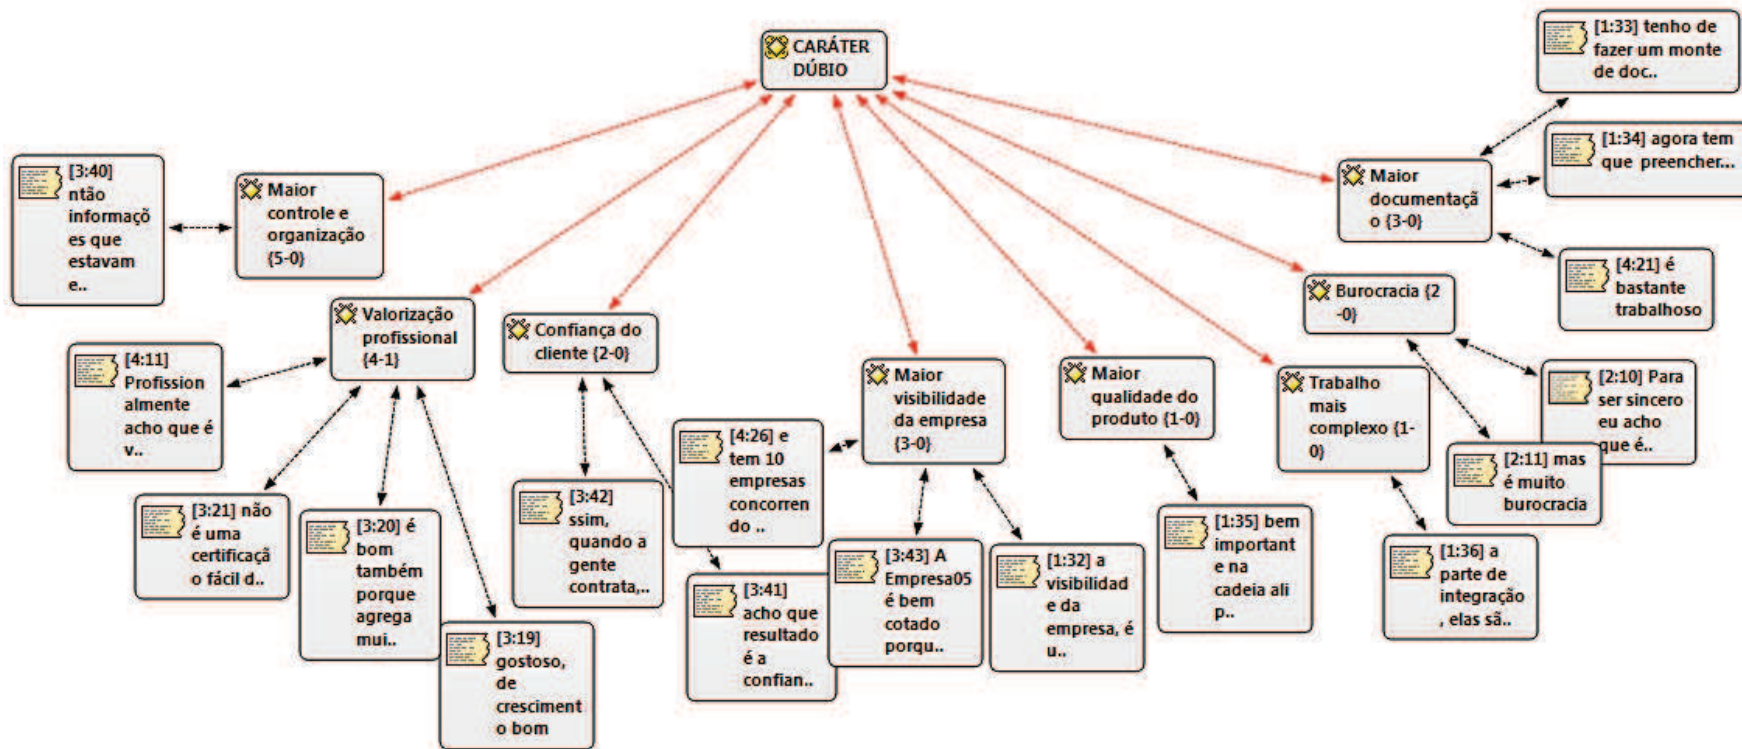 CARÁTER
DÚBIO
[1:33] tenho de
fazer um monte
de doc..
[1:34] agora tem
que preencher...
[4:21] é
bastante
trabalhoso
Maior
documentaçã
o {3-0}
[3:40]
ntão
informaçõ
es que
estavam
e..
Maior
controle e
organização
{5-0}
Valorização
profissional
{4-1}
[4:11]
Profission
almente
acho que é
v..
[3:21] não
é uma
certificaçã
o fácil d..
[3:20] é
bom
também
porque
agrega
mui..
[3:19]
gostoso,
de
cresciment
o bom
Confiança do
cliente {2-0}
[3:42]
ssim,
quando a
gente
contrata,..
[3:41]
acho que
resultado
é a
confian..
Maior
visibilidade
da empresa
{3-0}
[4:26] e
tem 10
empresas
concorren
do ..
[3:43] A
Empresa05
é bem
cotado
porqu..
[1:32] a
visibilidad
e da
empresa, é
u..
Maior
qualidade do
produto {1-0}
[1:35] bem
important
e na
cadeia ali
p..
Trabalho
mais
complexo {1-
0}
[1:36] a
parte de
integração
, elas sã..
Burocracia {2
-0}
[2:10] Para
ser sincero
eu acho
que é..
[2:11] mas
é muito
burocracia